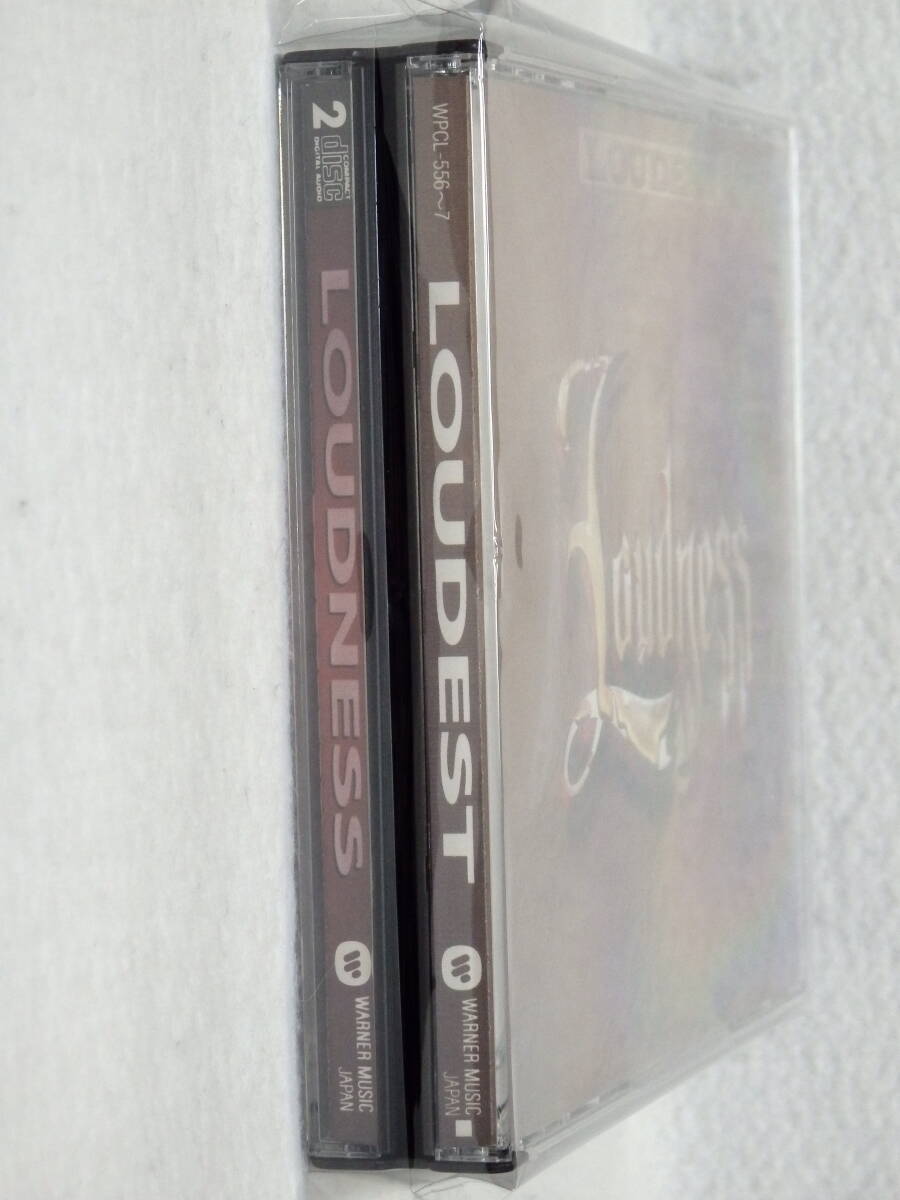 2
COMPACT
disc
DIGITAL AUDIO
LOUDNESS
WARNER MUSIC
JAPAN
WPCL-556～7
LOUDEST
WARNER MUSIC
JAPAN
Loudness